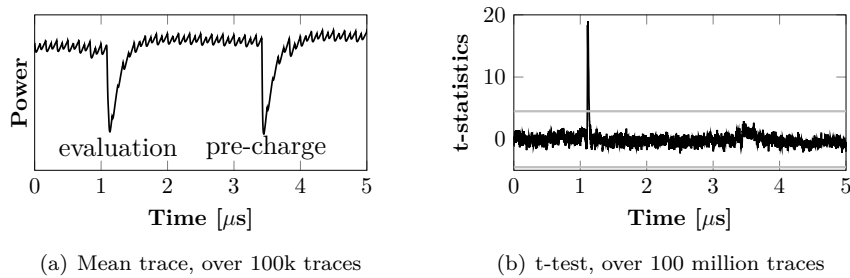 Power
evaluation
pre-charge
0 1 2 3 4 5
Time [μs]
(a) Mean trace, over 100k traces
t-statistics
20
10
0
0 1 2 3 4 5
Time [μs]
(b) t-test, over 100 million traces